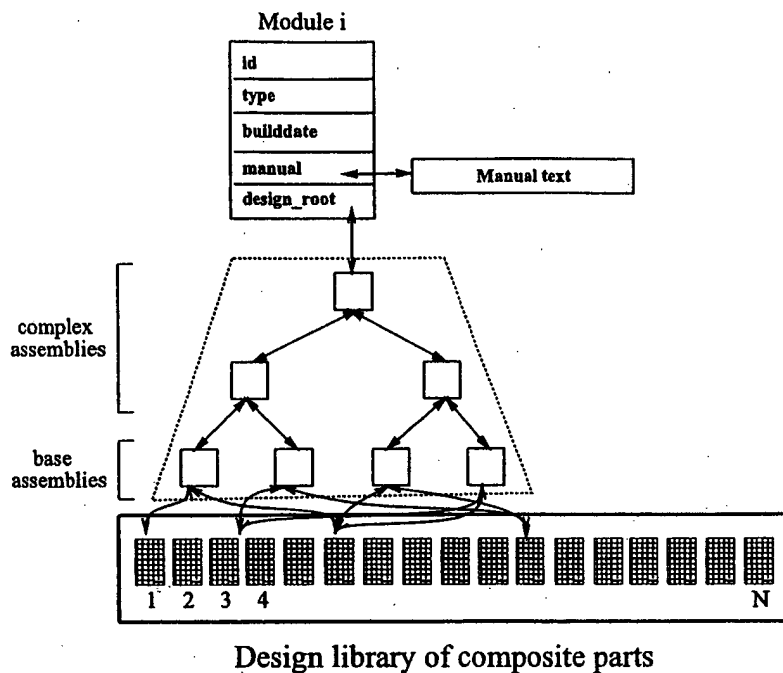 Module i
id
type
builddate
manual
Manual text
design_root
complex
assemblies
base
assemblies
1 2 3 4 N
Design library of composite parts